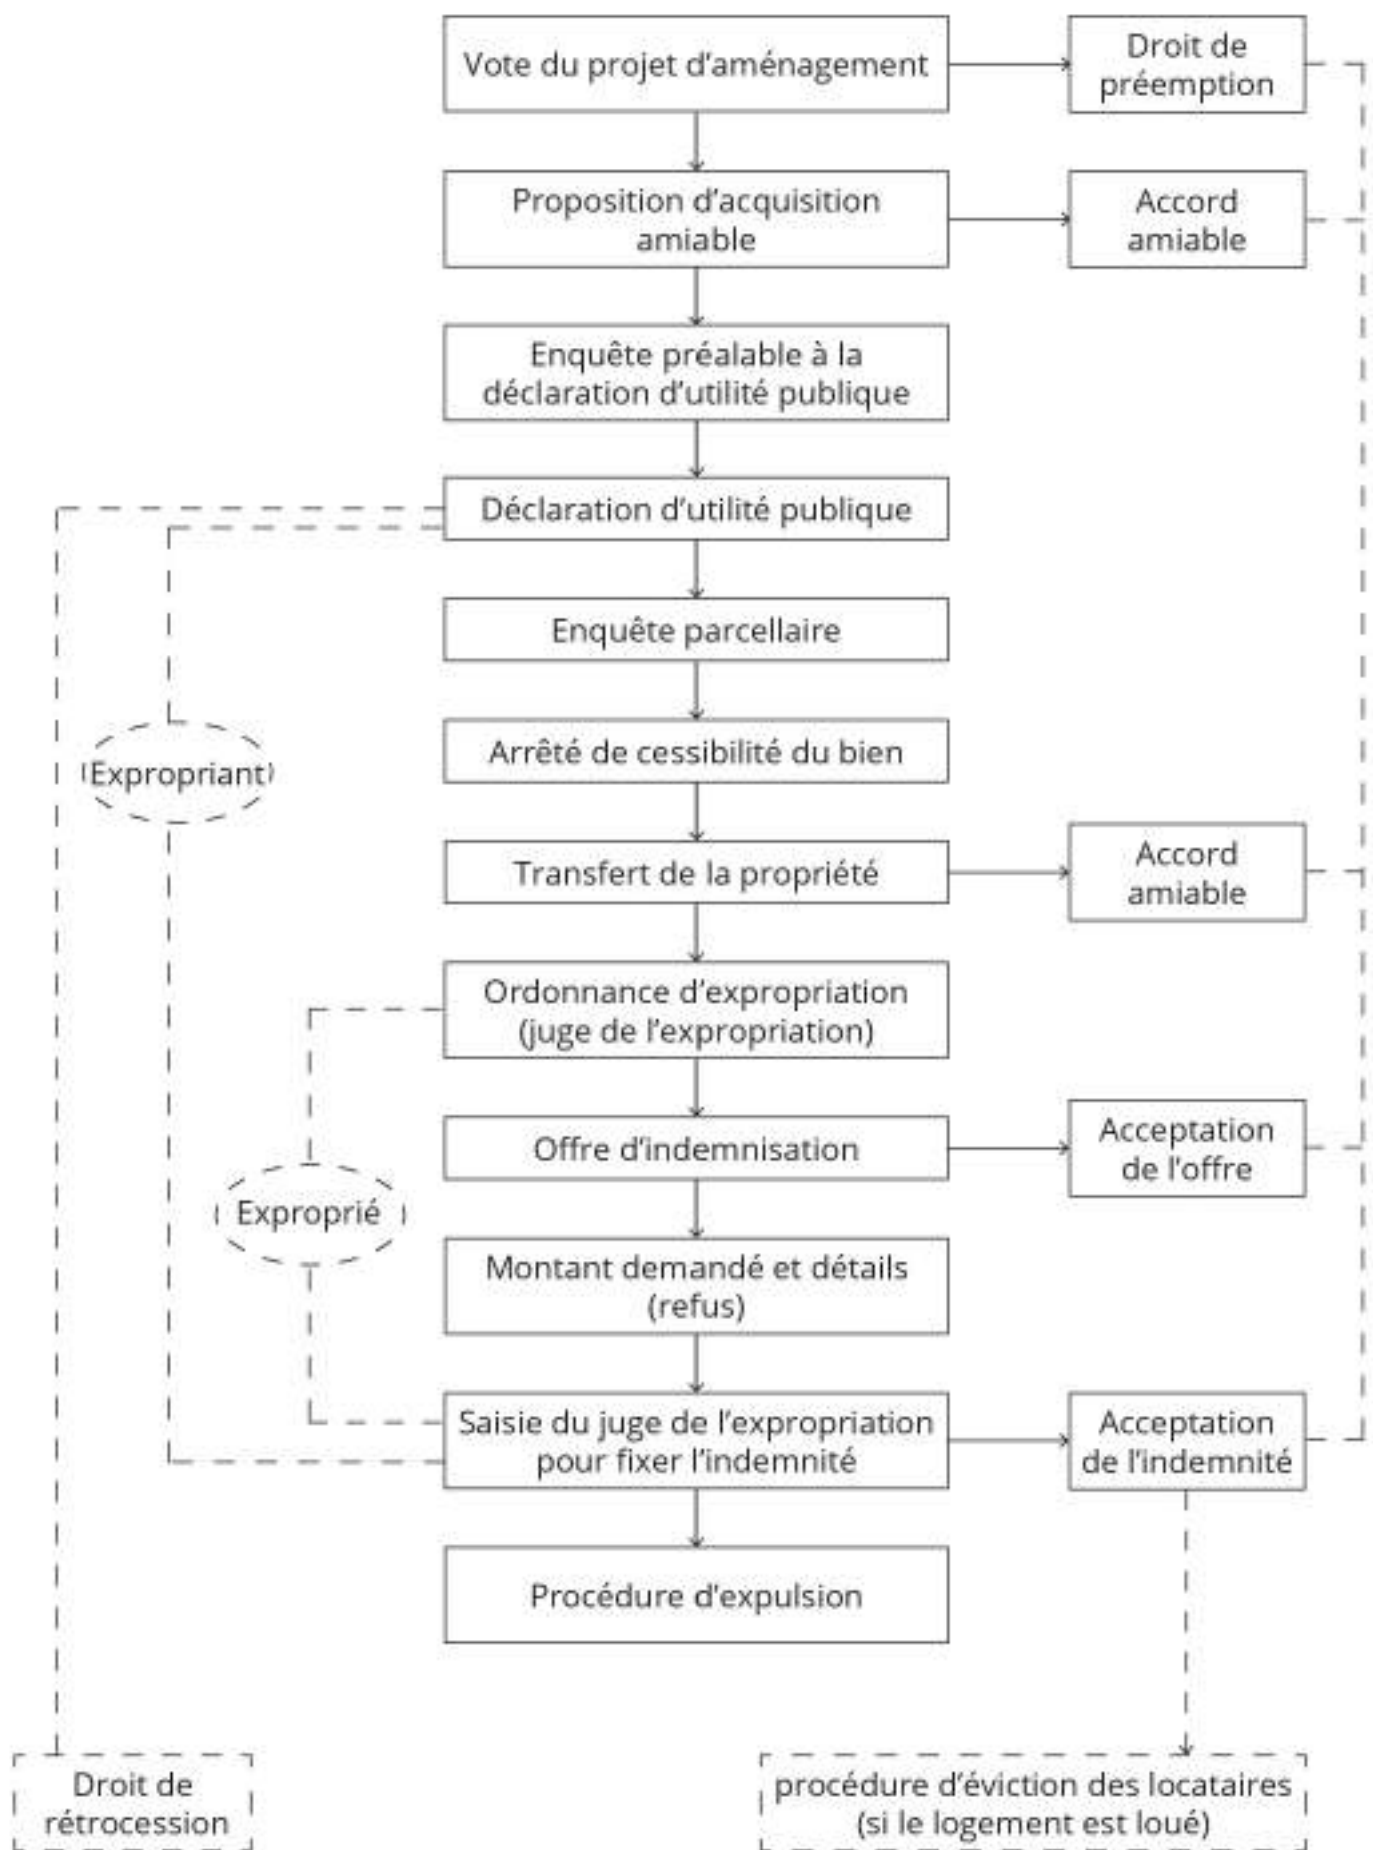 Vote du projet d’aménagement
Droit de
préemption
Proposition d’acquisition
amiable
Accord
amiable
Enquête préalable à la
déclaration d’utilité publique
Déclaration d’utilité publique
Enquête parcellaire
Expropriant
Arrêté de cessibilité du bien
Transfert de la propriété
Accord
amiable
Ordonnance d’expropriation
(juge de l’expropriation)
Offre d’indemnisation
Acceptation
de l’offre
Exproprié
Montant demandé et détails
(refus)
Saisie du juge de l’expropriation
pour fixer l’indemnité
Acceptation
de l’indemnité
Procédure d’expulsion
Droit de
rétrocession
procédure d’éviction des locataires
(si le logement est loué)